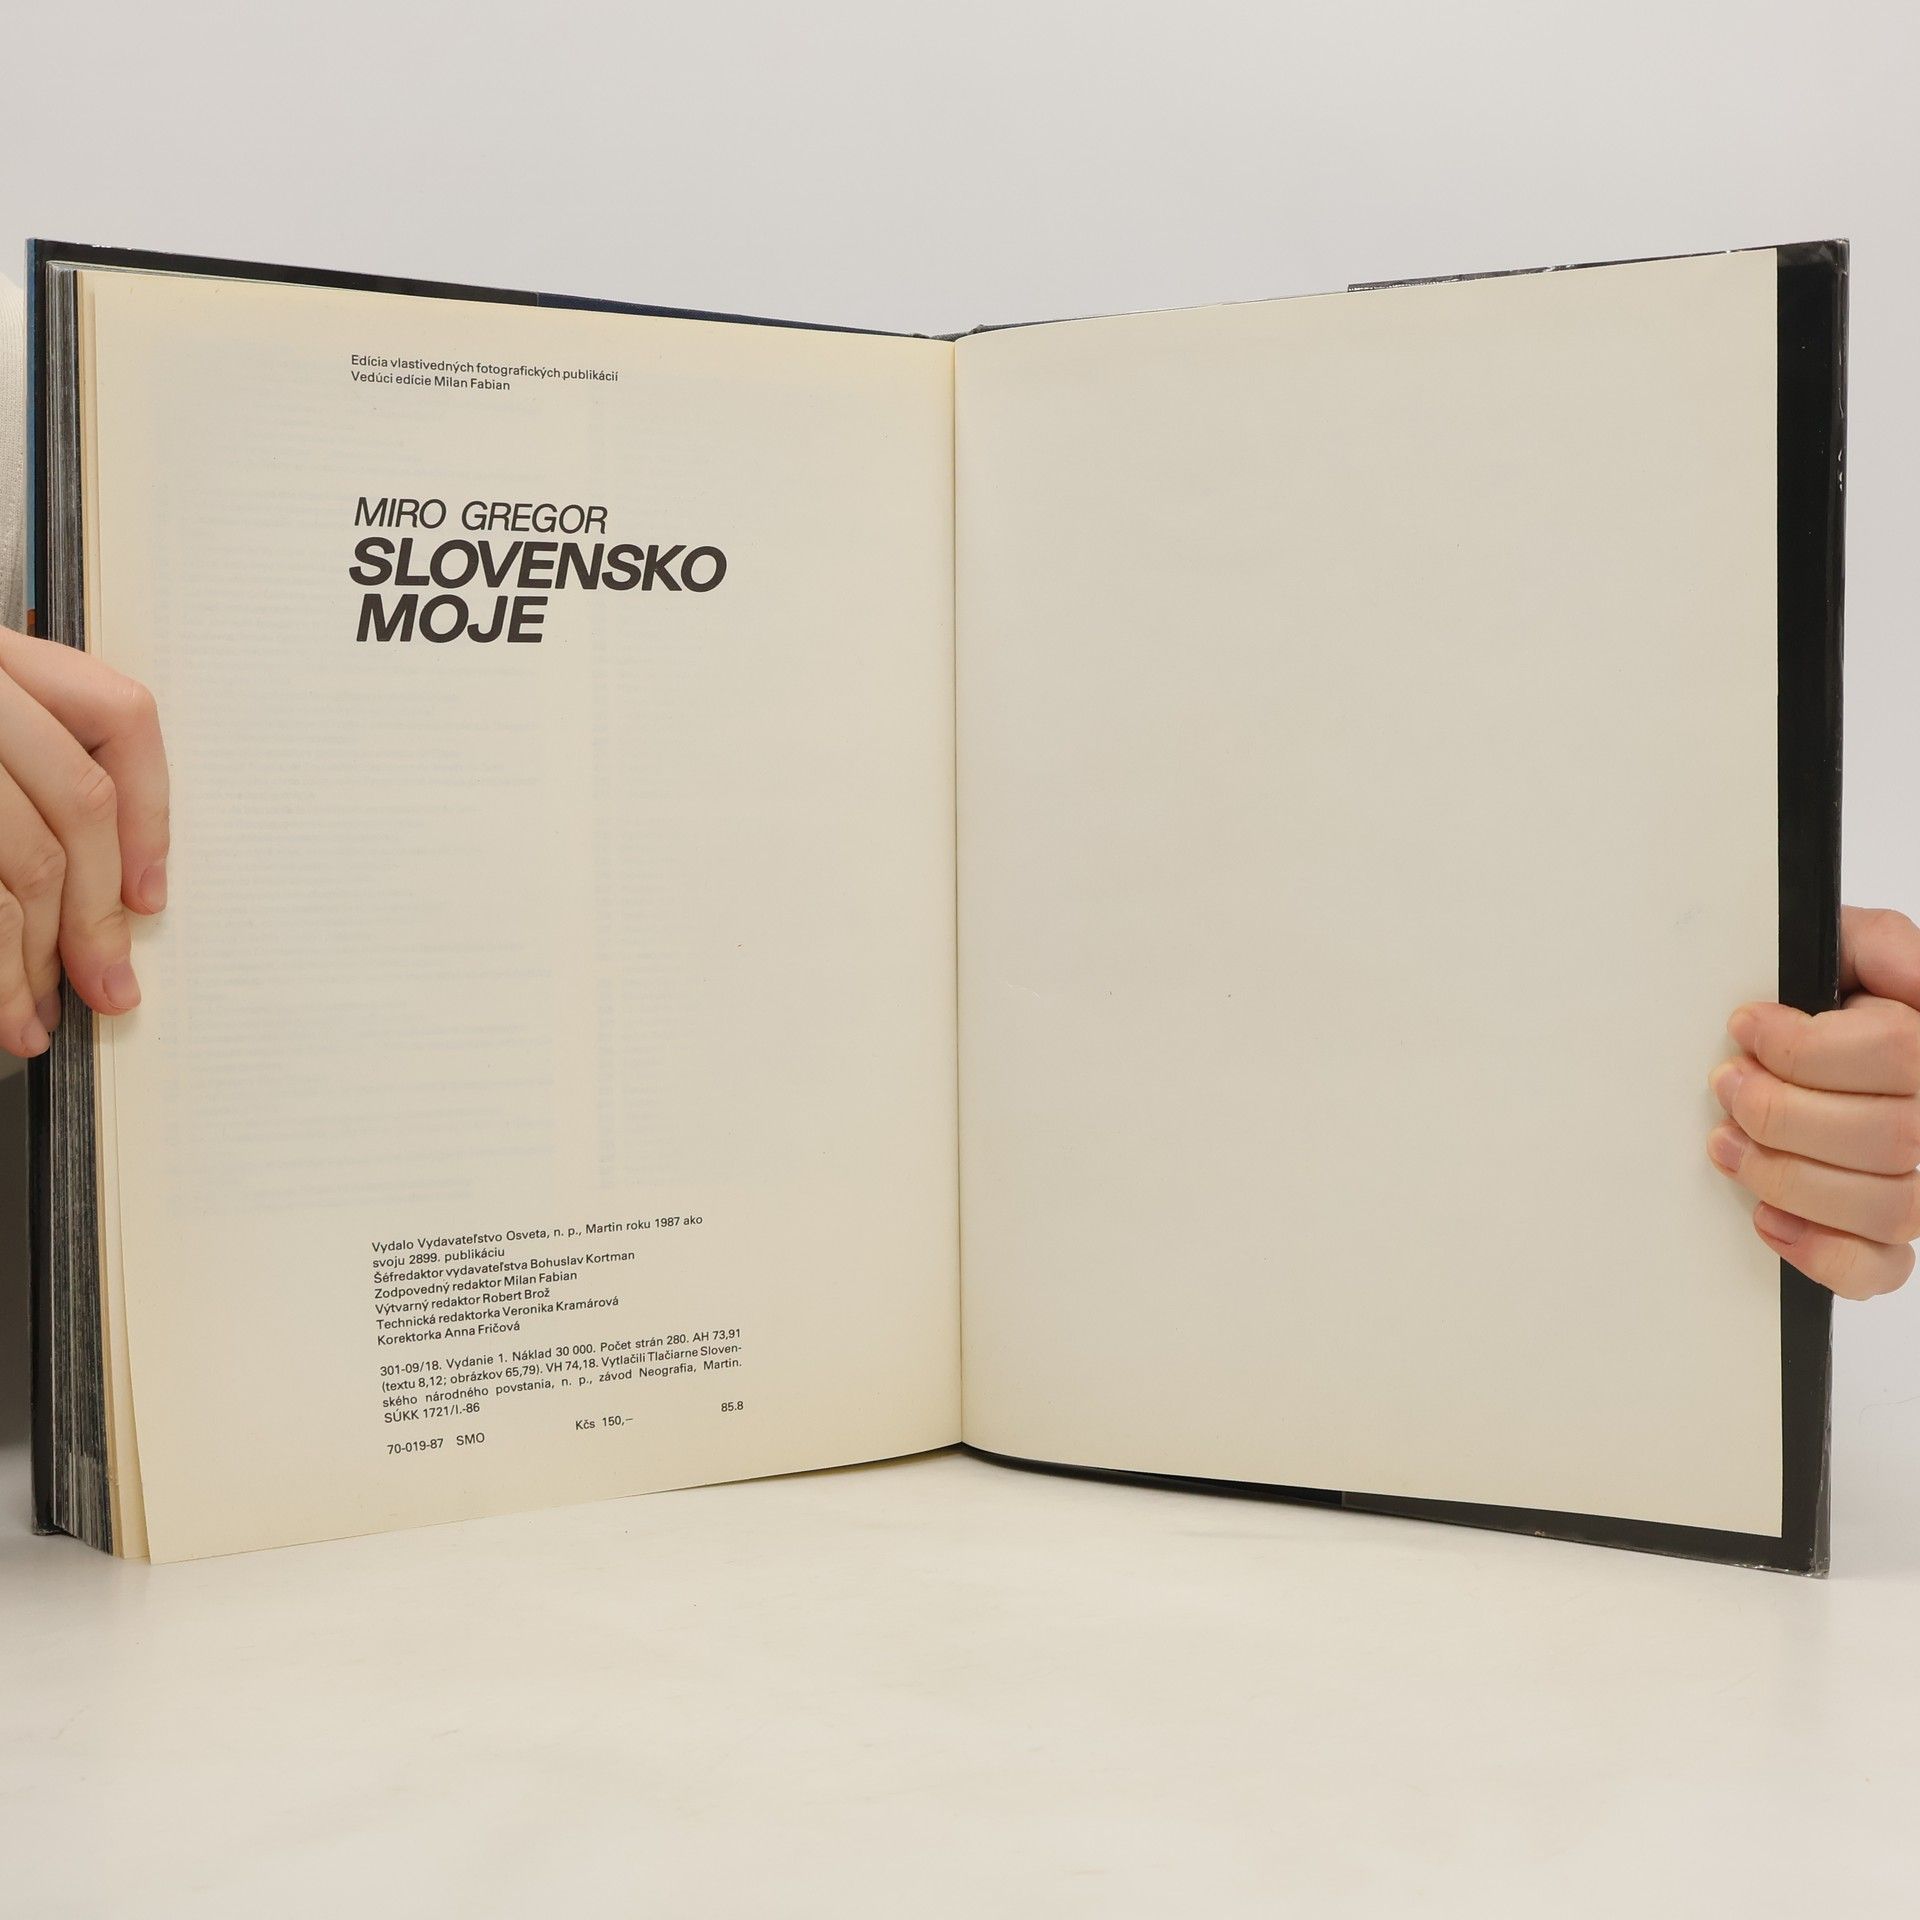 Edícia vlastivedných fotografických publikácií
Vedúci edície Milan Fabian
MIRO GREGOR
SLOVENSKO
MOJE
Vydalo Vydavateľstvo Osveta, n. p., Martin roku 1987 ako
svoju 2899. publikáciu
Šéfredaktor vydavateľstva Bohuslav Kortman
Zodpovedný redaktor Milan Fabian
Výtvarný redaktor Robert Brož
Technická redaktorka Veronika Kramárová
Korektorka Anna Fričová
301-09/18. Vydanie 1. Náklad 30 000. Počet strán 280. AH 73,91
(textu 8,12; obrázkov 65,79). VH 74,18. Vytlačili Tlačiarne Sloven-
ského národného povstania, n. p., závod Neografia, Martin.
SÚKK 1721/I.-86
70-019-87 SMO Kčs 150,— 85.8